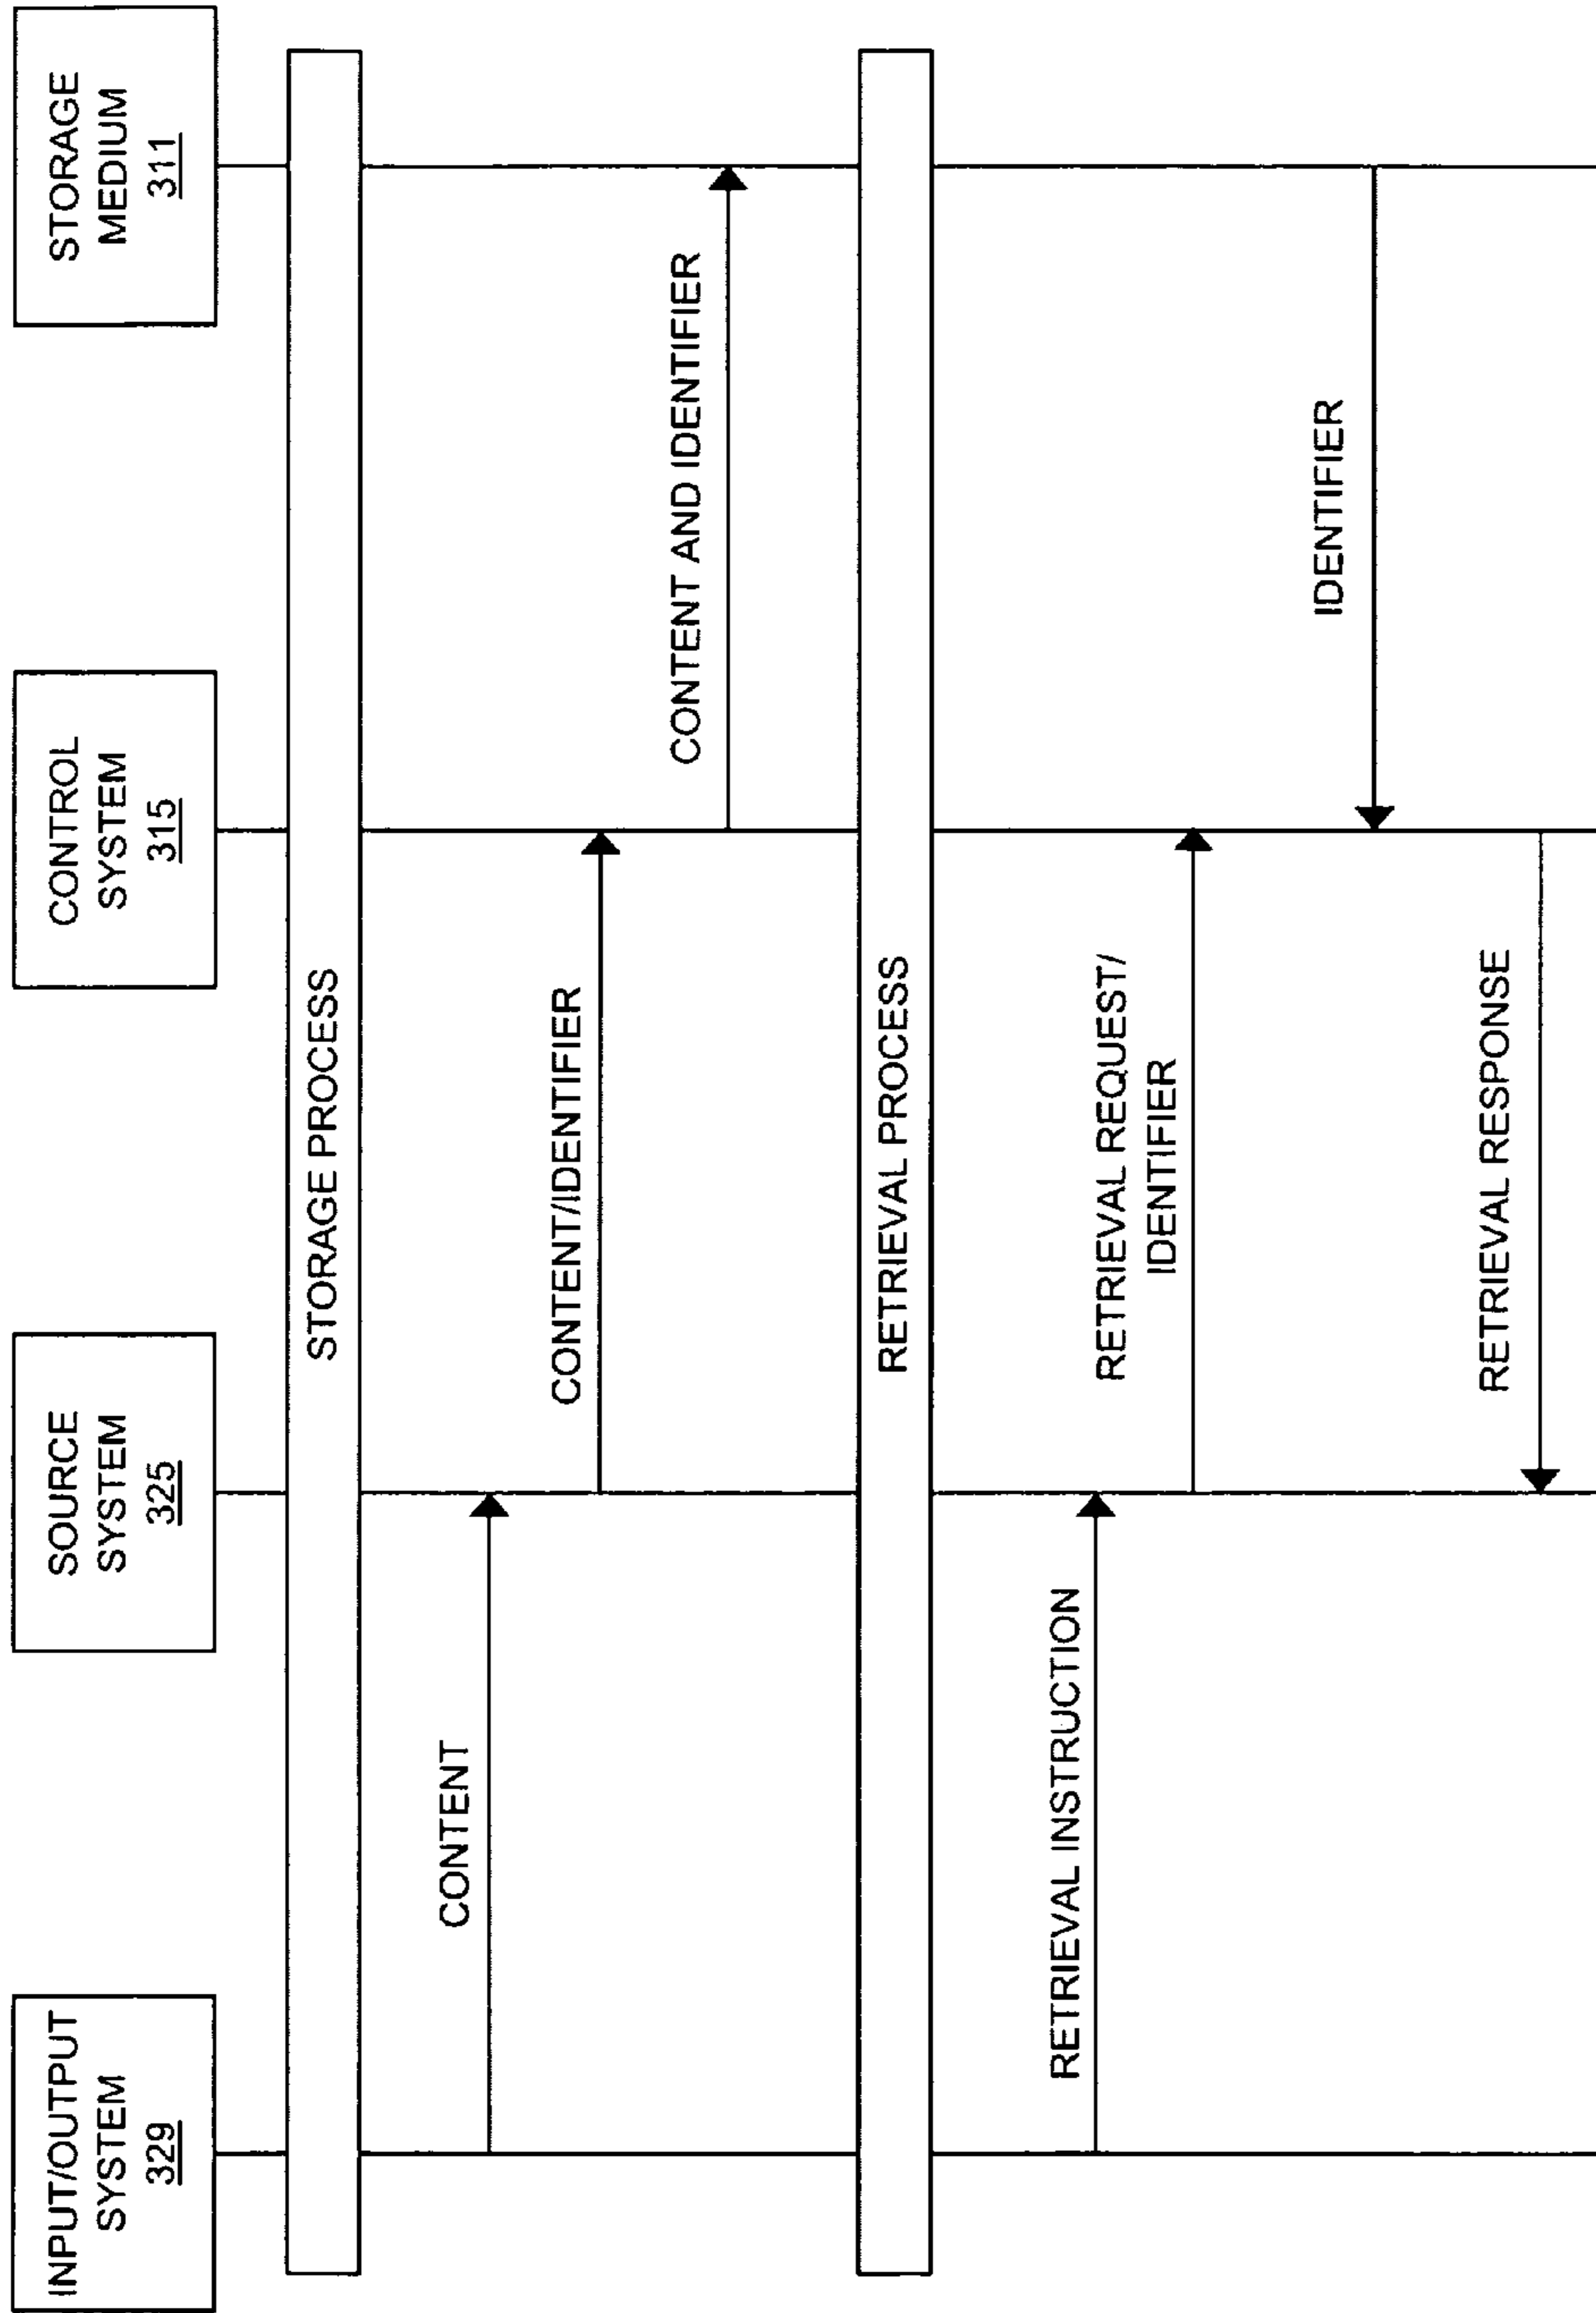 INPUT/OUTPUT
SYSTEM
329
SOURCE
SYSTEM
325
CONTROL
SYSTEM
315
STORAGE
MEDIUM
311
STORAGE PROCESS
CONTENT
CONTENT/IDENTIFIER
CONTENT AND IDENTIFIER
RETRIEVAL PROCESS
RETRIEVAL INSTRUCTION
RETRIEVAL REQUEST/
IDENTIFIER
IDENTIFIER
RETRIEVAL RESPONSE